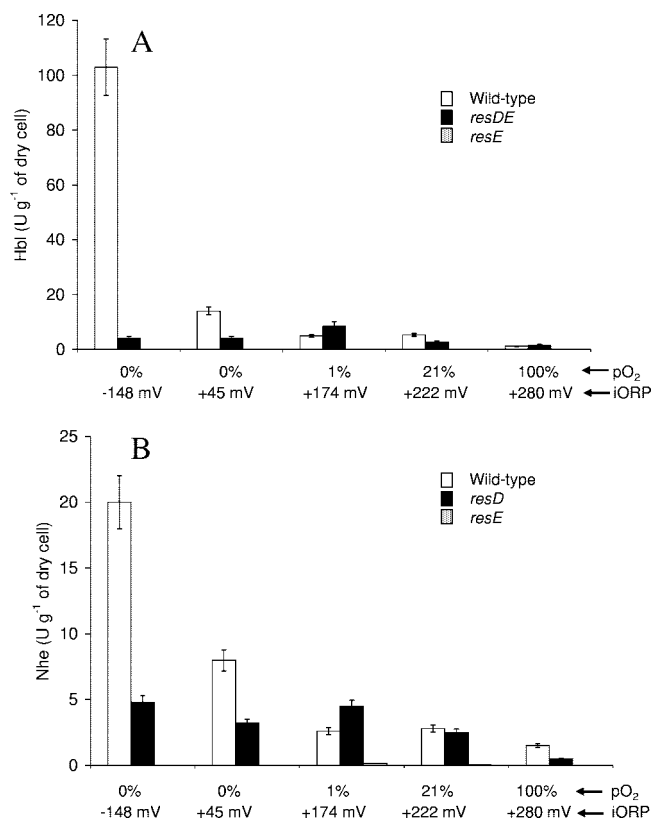 A
120
100
80
60
40
20
0
Hbl (U g⁻¹ of dry cell)
Wild-type
resDE
resE
0% 0% 1% 21% 100% ← pO₂
-148 mV +45 mV +174 mV +222 mV +280 mV ← iORP
B
25
20
15
10
5
0
Nhe (U g⁻¹ of dry cell)
Wild-type
resD
resE
0% 0% 1% 21% 100% ← pO₂
-148 mV +45 mV +174 mV +222 mV +280 mV ← iORP